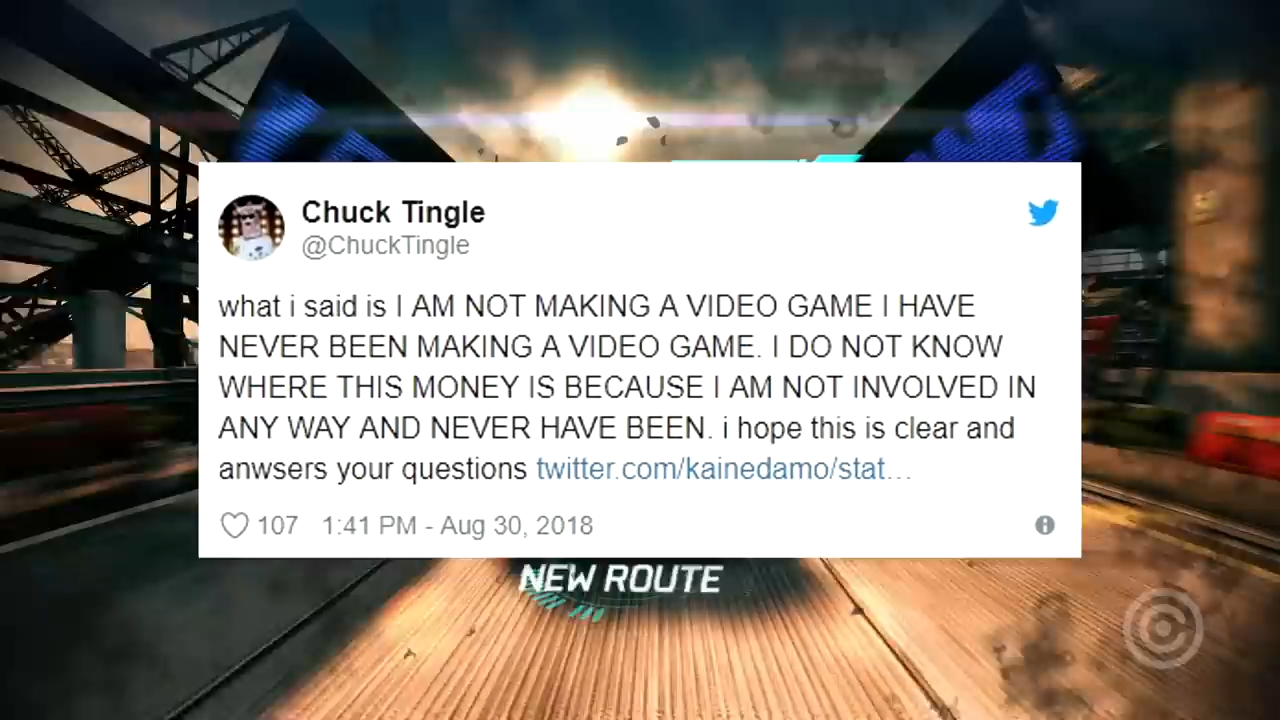 Chuck Tingle
@ChuckTingle
what i said is I AM NOT MAKING A VIDEO GAME I HAVE
NEVER BEEN MAKING A VIDEO GAME. I DO NOT KNOW
WHERE THIS MONEY IS BECAUSE I AM NOT INVOLVED IN
ANY WAY AND NEVER HAVE BEEN. i hope this is clear and
anwsers your questions twitter.com/kainedamo/stat…
107 1:41 PM - Aug 30, 2018
NEW ROUTE